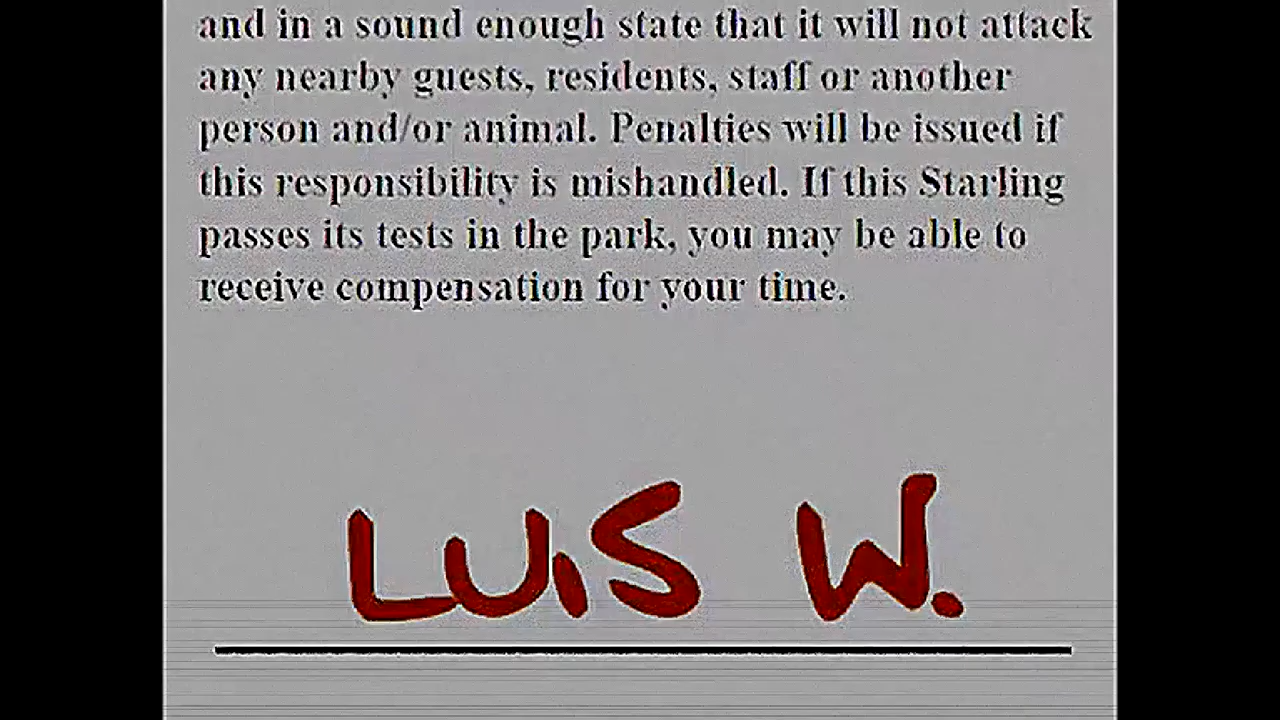 and in a sound enough state that it will not attack
any nearby guests, residents, staff or another
person and/or animal. Penalties will be issued if
this responsibility is mishandled. If this Starling
passes its tests in the park, you may be able to
receive compensation for your time.
LUIS W.